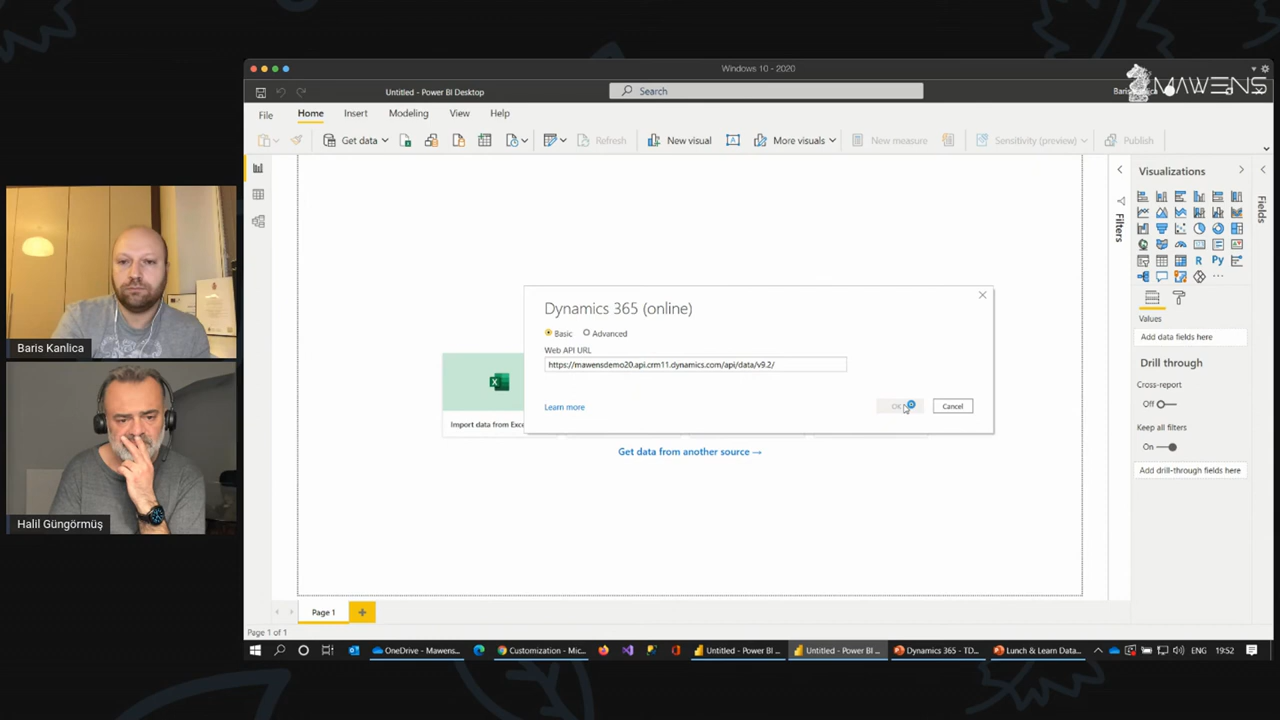 Windows 10 - 2020
MAWENS
Untitled - Power BI Desktop
Search
File
Home
Insert
Modeling
View
Help
Get data
Refresh
New visual
More visuals
New measure
Sensitivity (preview)
Publish
Visualizations
Filters
Fields
Dynamics 365 (online)
Basic
Advanced
Web API URL
https://mawensdemo20.api.crm11.dynamics.com/api/data/v9.2/
Learn more
Cancel
Import data from Exce
Get data from another source →
R
Py
Values
Add data fields here
Drill through
Cross-report
Off
Keep all filters
On
Add drill-through fields here
Baris Kanlica
Halil Güngörmüş
Page 1
Page 1 of 1
OneDrive - Mawens...
Customization - Mic...
Untitled - Power BI ...
Untitled - Power BI ...
Dynamics 365 - TD...
Lunch & Learn Data...
ENG
19:52